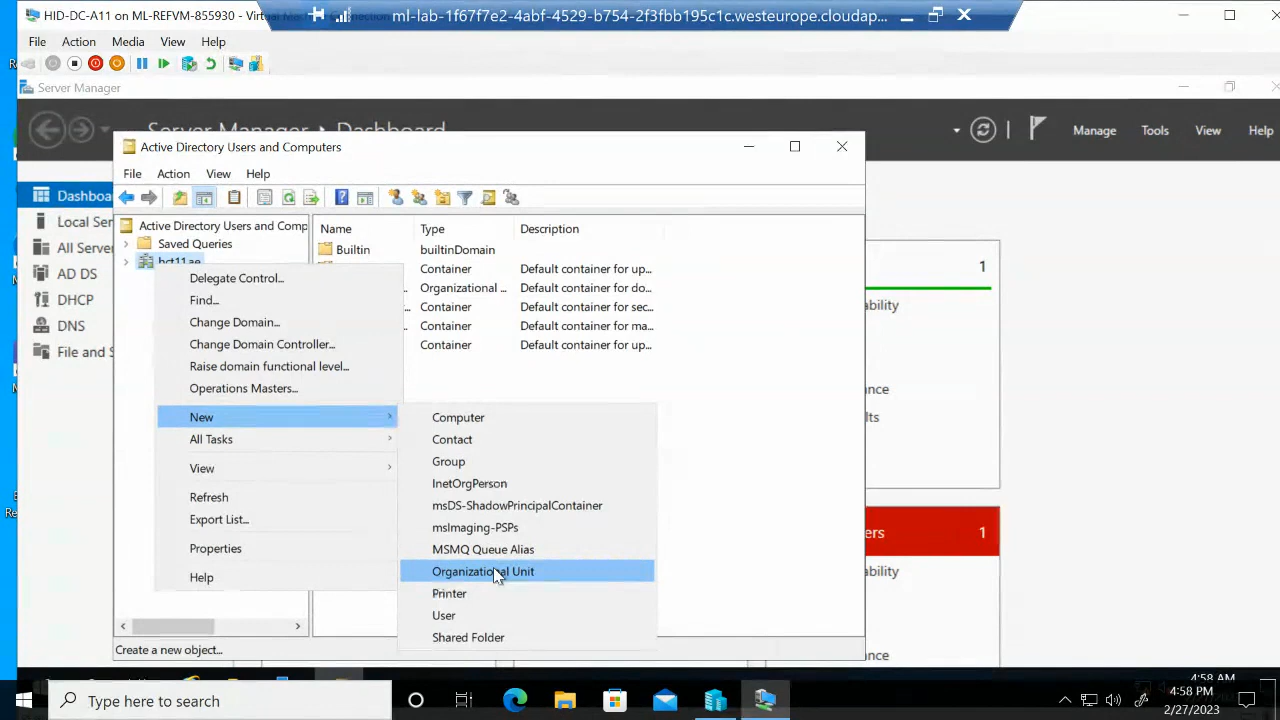 HID-DC-A11 on ML-REFVM-855930 - Virtual
ml-lab-1f67f7e2-4abf-4529-b754-2f3fbb195c1c.westeurope.cloudap...
File Action Media View Help
Server Manager
Server Manager • Dashboard
Manage Tools View Help
Active Directory Users and Computers
File Action View Help
Dashboa
Local Ser
All Server
AD DS
DHCP
DNS
File and S
Active Directory Users and Comp
Saved Queries
hct11.ae
Name Type Description
Builtin builtinDomain
Container Default container for up...
Organizational ... Default container for do...
Container Default container for sec...
Container Default container for ma...
Container Default container for up...
Delegate Control...
Find...
Change Domain...
Change Domain Controller...
Raise domain functional level...
Operations Masters...
New
All Tasks
View
Refresh
Export List...
Properties
Help
Computer
Contact
Group
InetOrgPerson
msDS-ShadowPrincipalContainer
msImaging-PSPs
MSMQ Queue Alias
Organizational Unit
Printer
User
Shared Folder
1
ability
ance
lts
ers 1
ability
ance
Create a new object...
4:58 AM
Type here to search
4:58 PM
2/27/2023